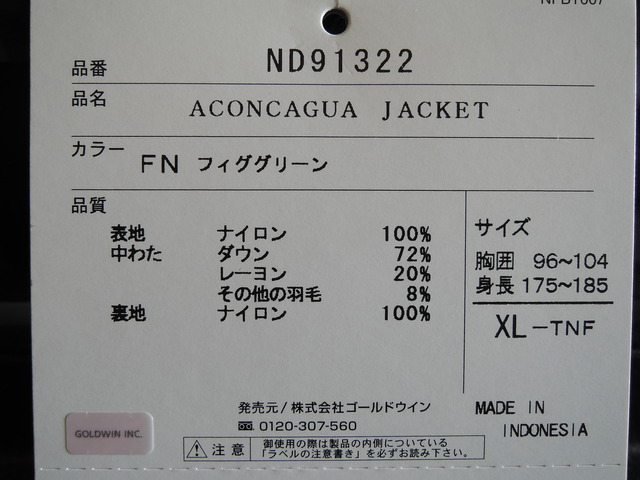 品番 ND91322
品名 ACONCAGUA JACKET
カラー FN フィググリーン
品質
表地 ナイロン 100%
中わた ダウン 72%
レーヨン 20%
その他の羽毛 8%
裏地 ナイロン 100%
サイズ
胸囲 96~104
身長 175~185
XL-TNF
発売元/株式会社ゴールドウイン
☎ 0120-307-560
MADE IN
INDONESIA
GOLDWIN INC.
⚠注意 御使用の際は製品の内側についている
「ラベルの注意書き」を必ずお読み下さい。